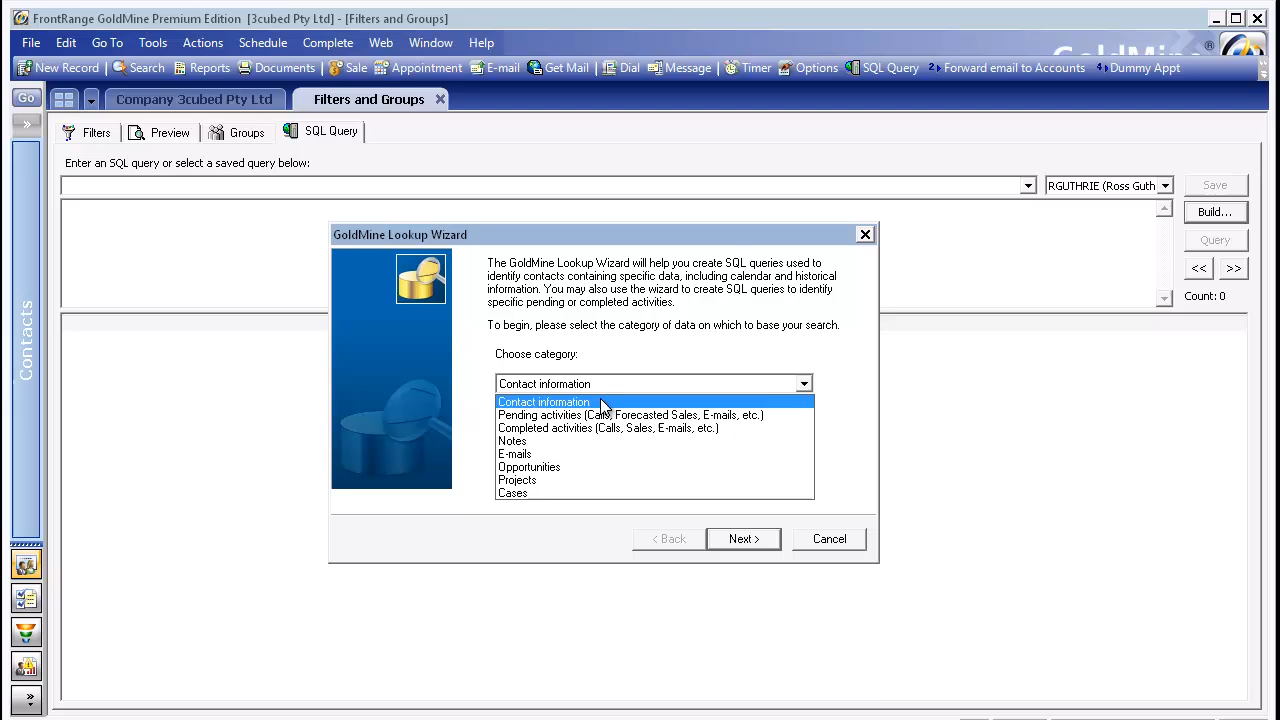 FrontRange GoldMine Premium Edition [3cubed Pty Ltd] - [Filters and Groups]
File Edit Go To Tools Actions Schedule Complete Web Window Help
GoldMine®
New Record Search Reports Documents Sale Appointment E-mail Get Mail Dial Message Timer Options SQL Query 2 Forward email to Accounts 4 Dummy Appt
Go Company 3cubed Pty Ltd Filters and Groups
Filters Preview Groups SQL Query
Enter an SQL query or select a saved query below:
RGUTHRIE (Ross Guth Save
Build...
Query
<< >>
Count: 0
Contacts
GoldMine Lookup Wizard
The GoldMine Lookup Wizard will help you create SQL queries used to
identify contacts containing specific data, including calendar and historical
information. You may also use the wizard to create SQL queries to identify
specific pending or completed activities.
To begin, please select the category of data on which to base your search.
Choose category:
Contact information
Contact information
Pending activities (Calls, Forecasted Sales, E-mails, etc.)
Completed activities (Calls, Sales, E-mails, etc.)
Notes
E-mails
Opportunities
Projects
Cases
< Back Next > Cancel